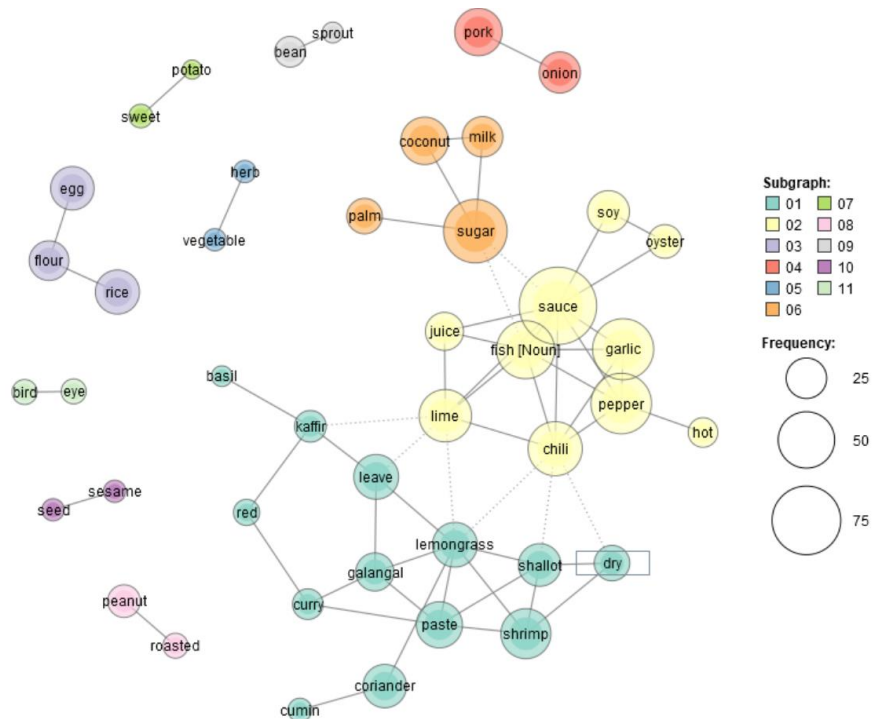 sprout
bean
pork
onion
potato
sweet
coconut
milk
herb
egg
palm
sugar
soy
vegetable
oyster
flour
rice
sauce
juice
fish [Noun]
garlic
basil
bird
eye
pepper
lime
kaffir
hot
chili
leave
sesame
seed
red
lemongrass
shallot
dry
galangal
curry
peanut
paste
shrimp
roasted
coriander
cumin
Subgraph:
01 07
02 08
03 09
04 10
05 11
06
Frequency:
25
50
75